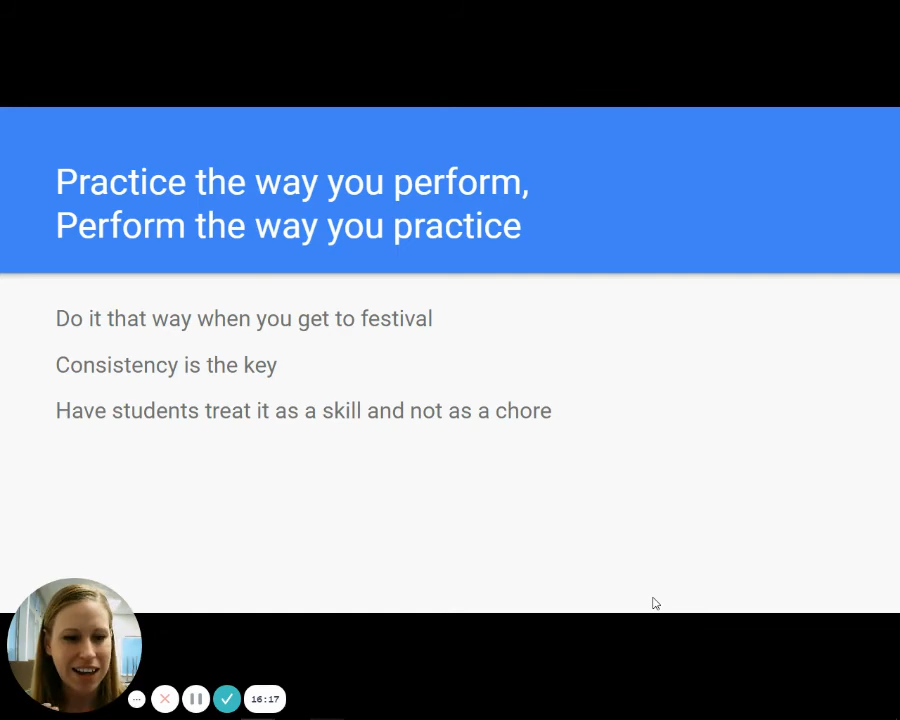 Practice the way you perform,
Perform the way you practice
Do it that way when you get to festival
Consistency is the key
Have students treat it as a skill and not as a chore
16:17